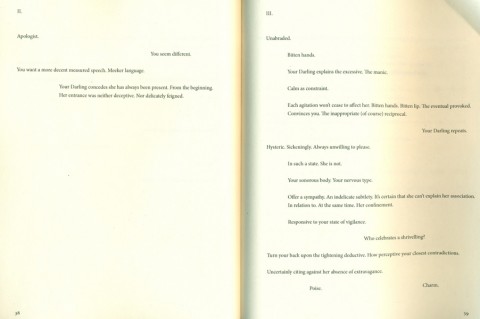 II.
Apologist.
You seem different.
You want a more decent measured speech. Mother language.
Your Darling concedes she has always been present. From the beginning.
Her entrance was neither deceptive. Nor delicately feigned.
III.
Unabraded.
Bitten hands.
Your Darling explains the excessive. The manic.
Calm as constraint.
Each agitation won't cease to affect her. Bitten hands. Bitten lip. The eventual provoked.
Convinces you. The inappropriate (of course) reciprocal.
Your Darling repeats.
Hysteric. Sickeningly. Always unwilling to please.
In such a state. She is not.
Your sonorous body. Your nervous type.
Offer a sympathy. An indelicate subtlety. It's certain that she can't explain her
In relation to. At the same time. Her confinement.
Responsive to your state of vigilance.
Who celebrates a shrivelling?
Turn your back upon the tightening deductive. How perceptive your closest contradictions.
Uncertainly citing against her absence of extravagance.
Poise.
Charm.
58
59